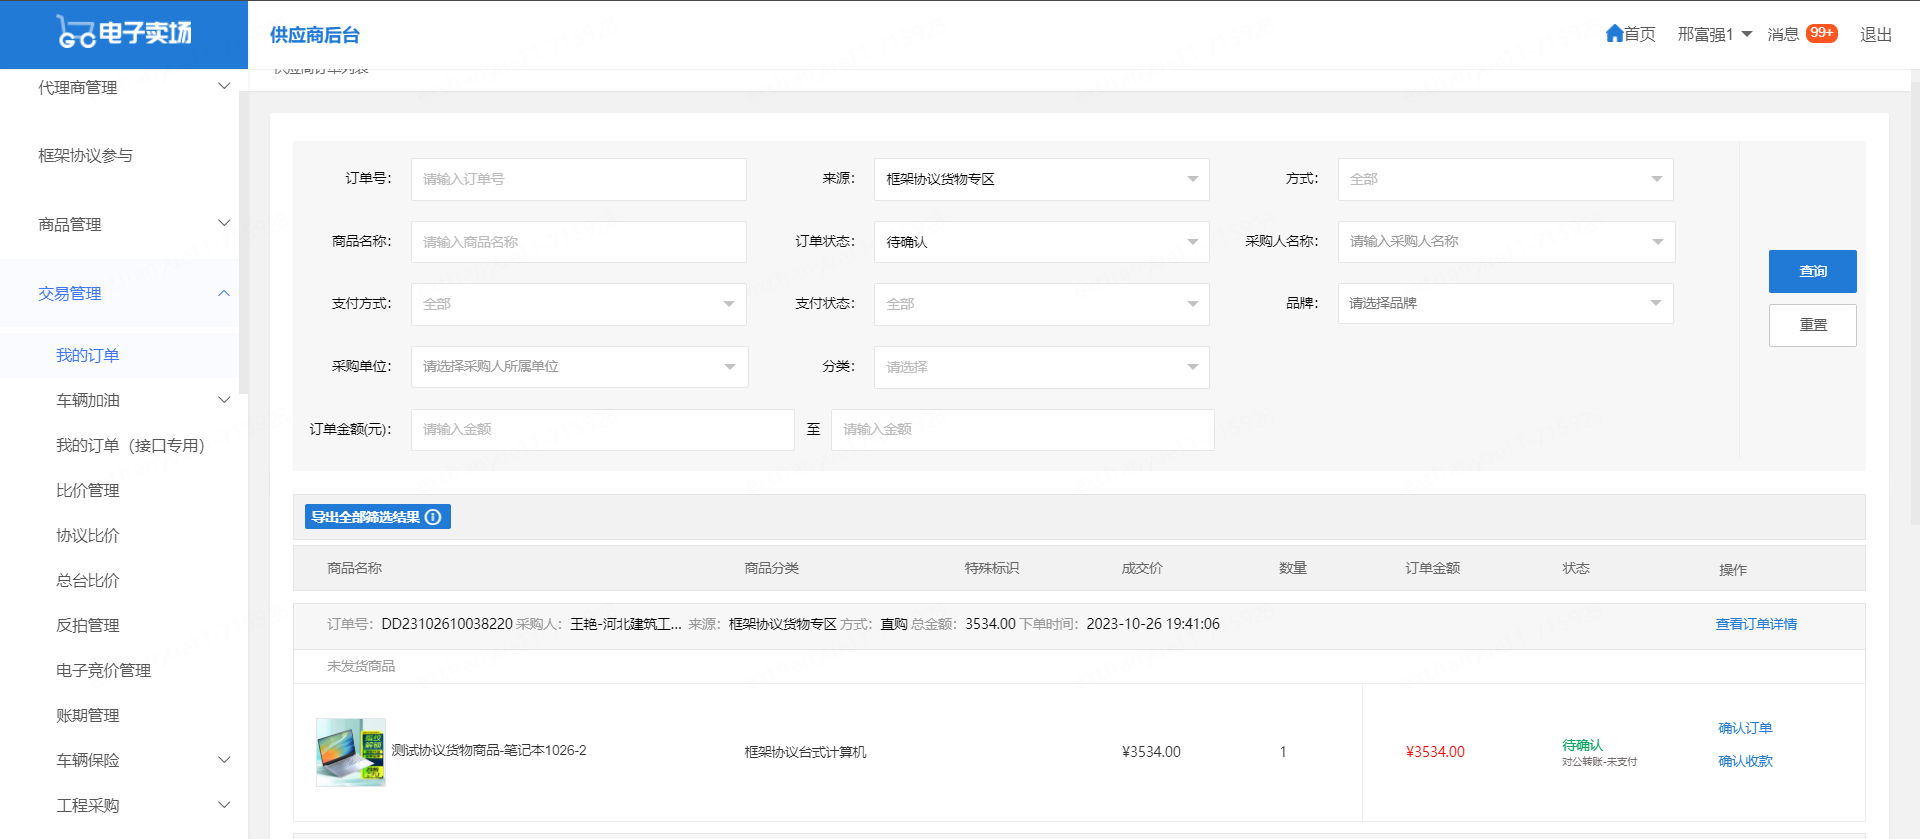 电子卖场
供应商后台
首页 邢富强1 消息 99+ 退出
供应商订单列表
代理商管理
框架协议参与
商品管理
交易管理
我的订单
车辆加油
我的订单（接口专用）
比价管理
协议比价
总台比价
反拍管理
电子竞价管理
账期管理
车辆保险
工程采购
订单号： 请输入订单号 来源： 框架协议货物专区 方式： 全部
商品名称： 请输入商品名称 订单状态： 待确认 采购人名称： 请输入采购人名称
支付方式： 全部 支付状态： 全部 品牌： 请选择品牌
采购单位： 请选择采购人所属单位 分类： 请选择
订单金额(元)： 请输入金额 至 请输入金额
查询
重置
导出全部筛选结果
商品名称 商品分类 特殊标识 成交价 数量 订单金额 状态 操作
订单号： DD23102610038220 采购人： 王艳-河北建筑工... 来源： 框架协议货物专区 方式： 直购 总金额： 3534.00 下单时间： 2023-10-26 19:41:06 查看订单详情
未发货商品
测试协议货物商品-笔记本1026-2 框架协议台式计算机 ¥3534.00 1 ¥3534.00 待确认
对公转账-未支付
确认订单
确认收款